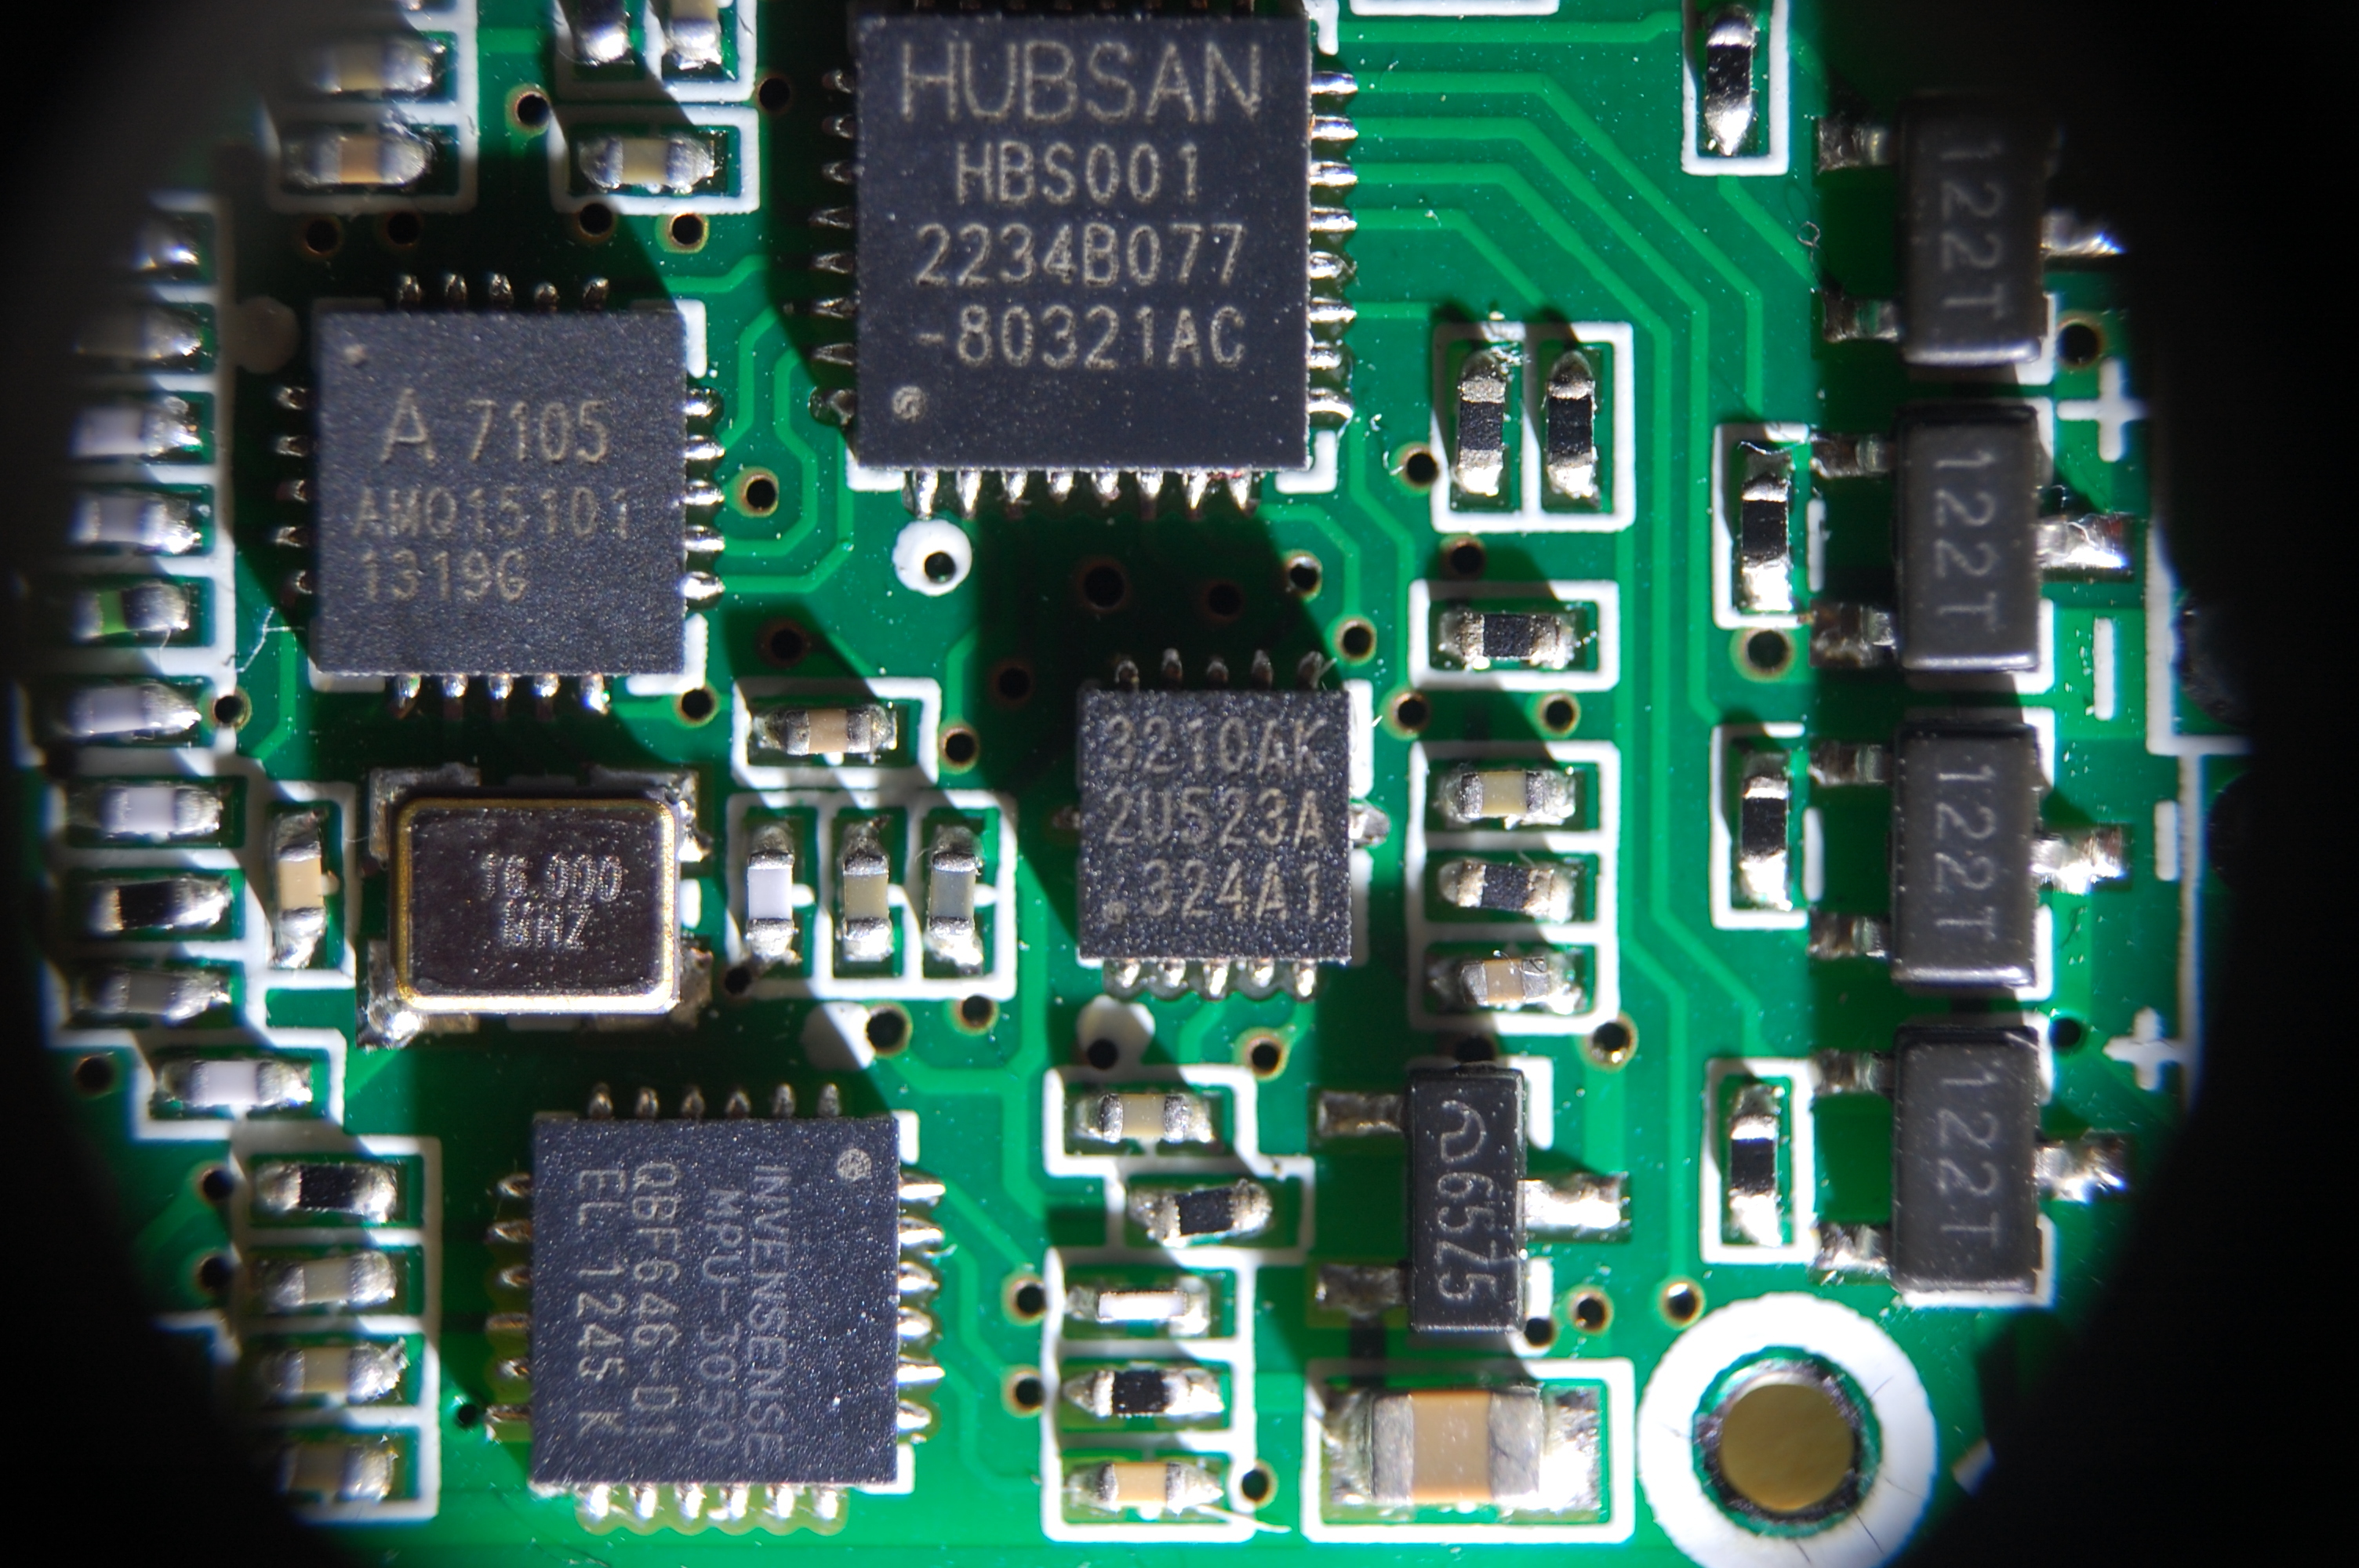 HUBSAN
HBS001
2234B077
-80321AC
A 7105
AMO15101
1319G
16.000
MHZ
3210AK
2U523A
324A1
INVENSENSE
MPU-3050
QBF646-D1
EL 1245 K
65Z5
122T
122T
122T
122T
+
-
-
+